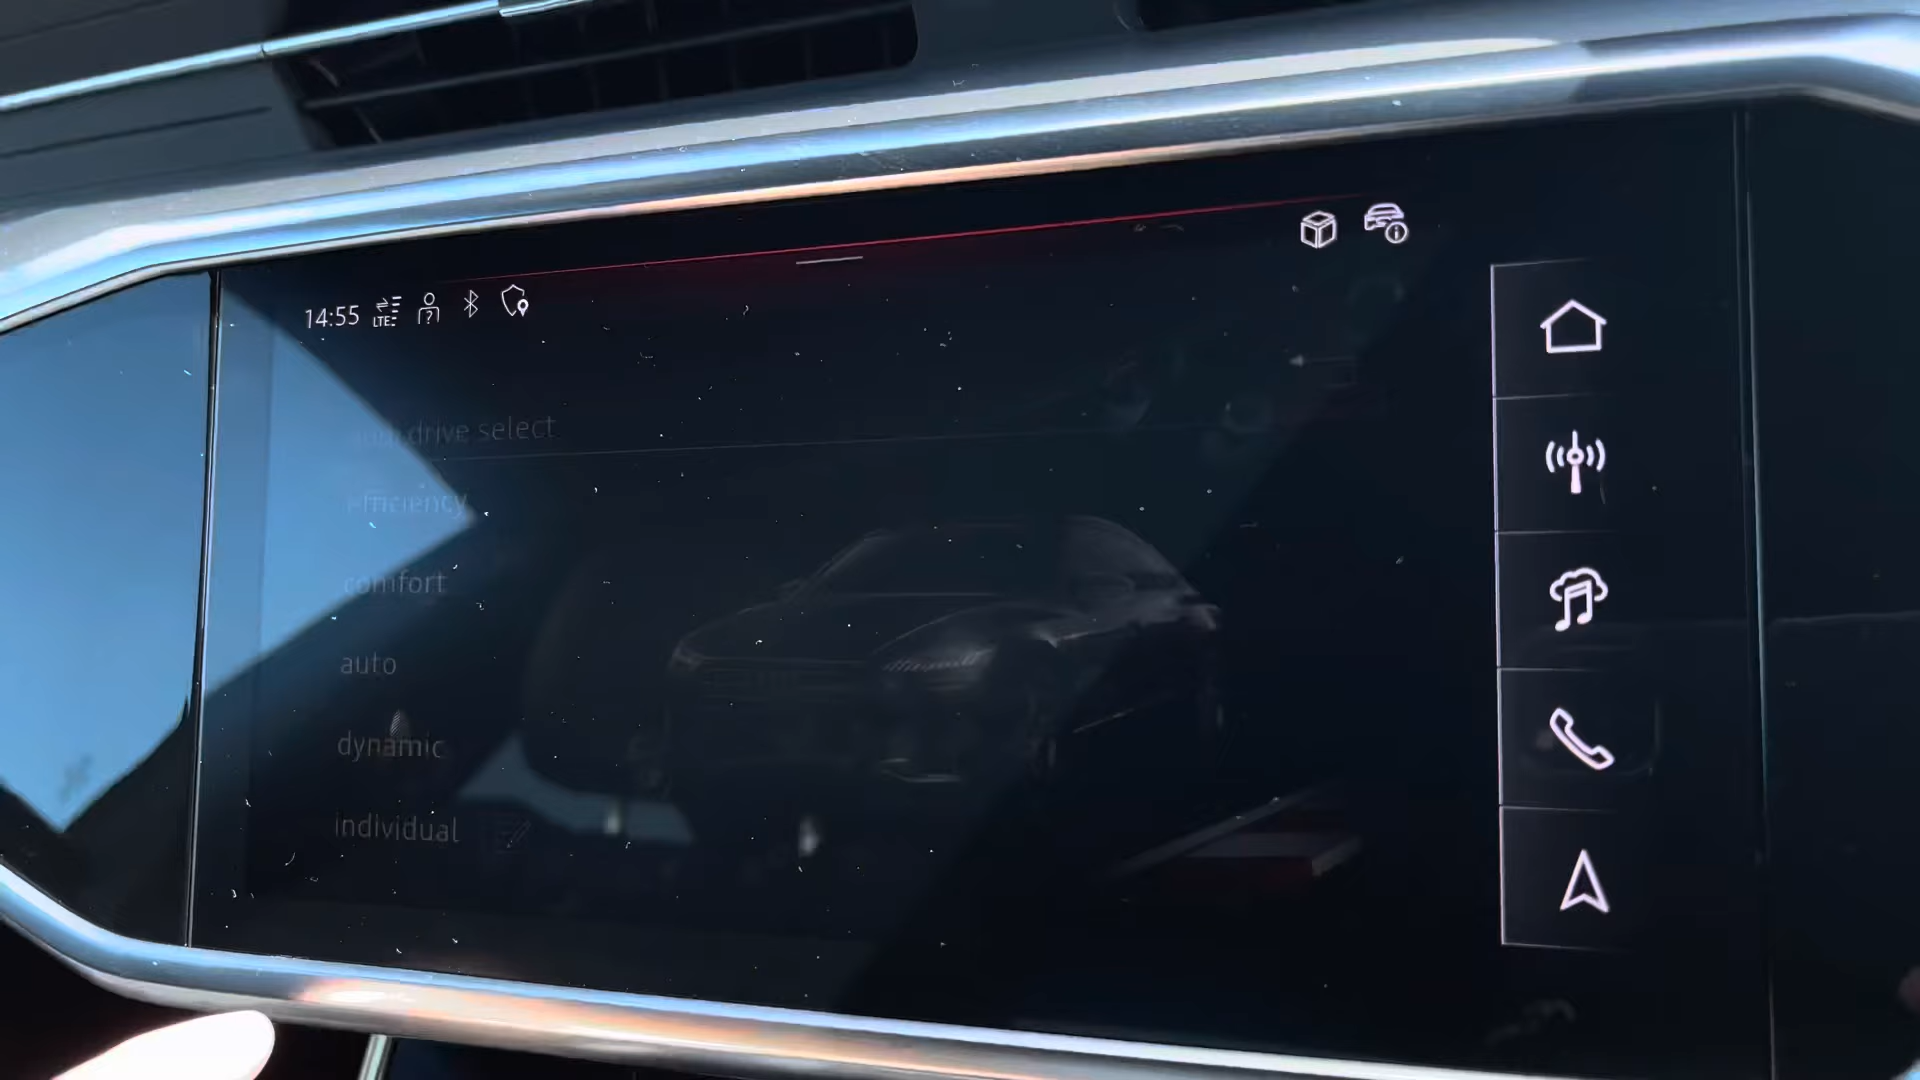 14:55 LTE
drive select
efficiency
comfort
auto
dynamic
individual